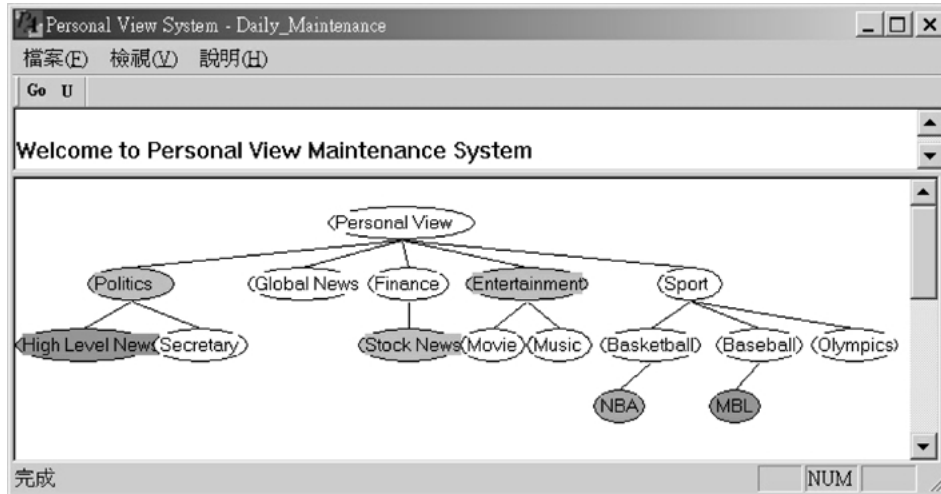 Personal View System - Daily_Maintenance
檔案(F) 檢視(V) 說明(H)
Go U
Welcome to Personal View Maintenance System
Personal View
Politics Global News Finance Entertainment Sport
High Level News Secretary Stock News Movie Music Basketball Baseball Olympics
NBA MBL
完成 NUM